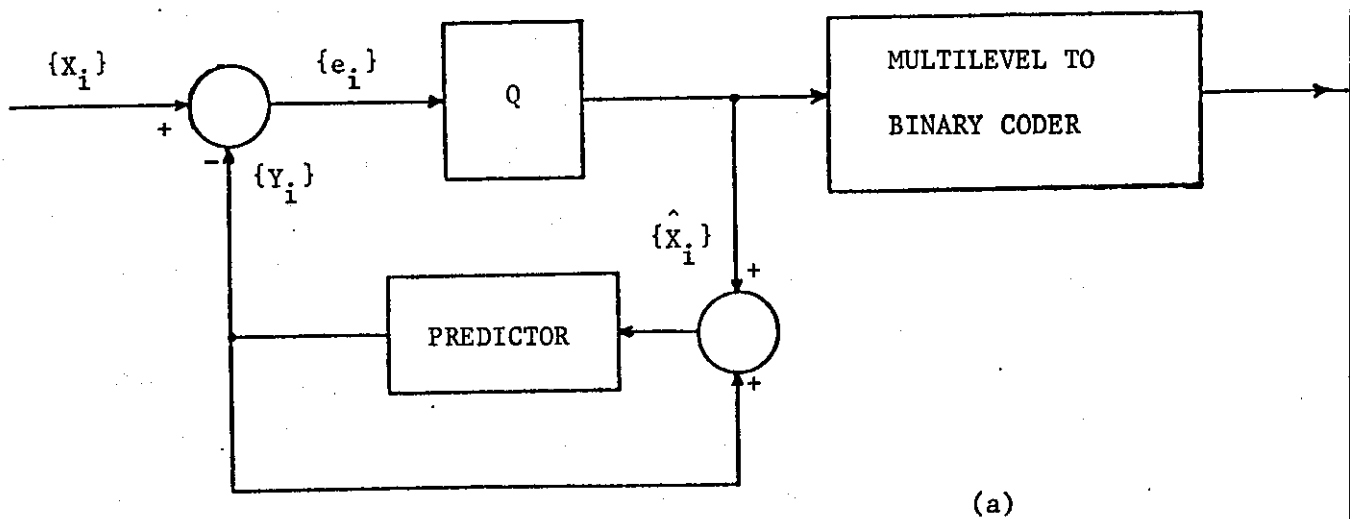 {X_i}
{e_i}
Q
MULTILEVEL TO
BINARY CODER
+
-
{Y_i}
{X̂_i}
+
PREDICTOR
+
(a)